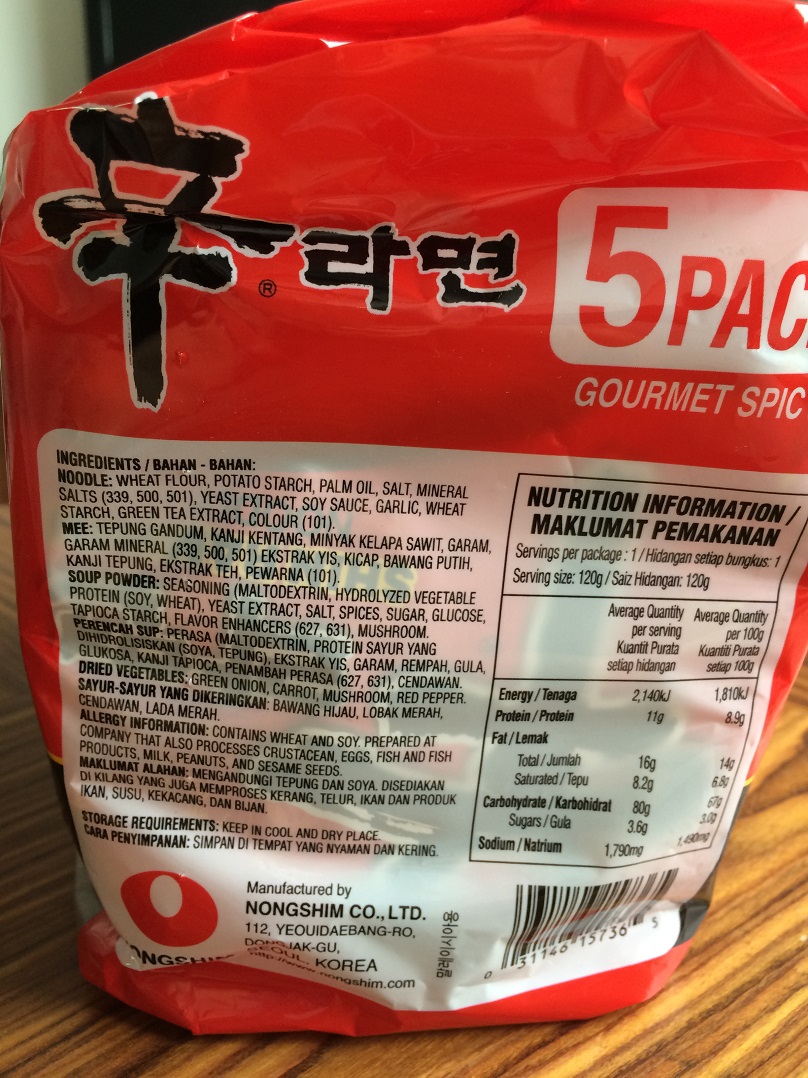 辛라면®
5PAC
GOURMET SPIC
INGREDIENTS / BAHAN - BAHAN:
NOODLE: WHEAT FLOUR, POTATO STARCH, PALM OIL, SALT, MINERAL
SALTS (339, 500, 501), YEAST EXTRACT, SOY SAUCE, GARLIC, WHEAT
STARCH, GREEN TEA EXTRACT, COLOUR (101).
MEE: TEPUNG GANDUM, KANJI KENTANG, MINYAK KELAPA SAWIT, GARAM,
GARAM MINERAL (339, 500, 501) EKSTRAK YIS, KICAP, BAWANG PUTIH,
KANJI TEPUNG, EKSTRAK TEH, PEWARNA (101).
SOUP POWDER: SEASONING (MALTODEXTRIN, HYDROLYZED VEGETABLE
PROTEIN (SOY, WHEAT), YEAST EXTRACT, SALT, SPICES, SUGAR, GLUCOSE,
TAPIOCA STARCH, FLAVOR ENHANCERS (627, 631), MUSHROOM.
PERENCAH SUP: PERASA (MALTODEXTRIN, PROTEIN SAYUR YANG
DIHIDROLISISKAN (SOYA, TEPUNG), EKSTRAK YIS, GARAM, REMPAH, GULA,
GLUKOSA, KANJI TAPIOCA, PENAMBAH PERASA (627, 631), CENDAWAN.
DRIED VEGETABLES: GREEN ONION, CARROT, MUSHROOM, RED PEPPER.
SAYUR-SAYUR YANG DIKERINGKAN: BAWANG HIJAU, LOBAK MERAH,
CENDAWAN, LADA MERAH.
ALLERGY INFORMATION: CONTAINS WHEAT AND SOY. PREPARED AT
COMPANY THAT ALSO PROCESSES CRUSTACEAN, EGGS, FISH AND FISH
PRODUCTS, MILK, PEANUTS, AND SESAME SEEDS.
MAKLUMAT ALAHAN: MENGANDUNGI TEPUNG DAN SOYA. DISEDIAKAN
DI KILANG YANG JUGA MEMPROSES KERANG, TELUR, IKAN DAN PRODUK
IKAN, SUSU, KEKACANG, DAN BIJAN.
STORAGE REQUIREMENTS: KEEP IN COOL AND DRY PLACE.
CARA PENYIMPANAN: SIMPAN DI TEMPAT YANG NYAMAN DAN KERING.
NUTRITION INFORMATION /
MAKLUMAT PEMAKANAN
Servings per package : 1 / Hidangan setiap bungkus: 1
Serving size: 120g / Saiz Hidangan: 120g
Average Quantity Average Quantity
per serving per 100g
Kuantit Purata Kuantiti Purata
setiap hidangan setiap 100g
Energy / Tenaga 2,140kJ 1,810kJ
Protein / Protein 11g 8.9g
Fat / Lemak
Total / Jumlah 16g 14g
Saturated / Tepu 8.2g 6.8g
Carbohydrate / Karbohidrat 80g 67g
Sugars / Gula 3.6g 3.0g
Sodium / Natrium 1,790mg 1,490mg
ONGSHIM
Manufactured by
NONGSHIM CO., LTD.
112, YEOUIDAEBANG-RO,
DONGJAK-GU,
SEOUL, KOREA
http://www.nongshim.com
0 31146 15736 5